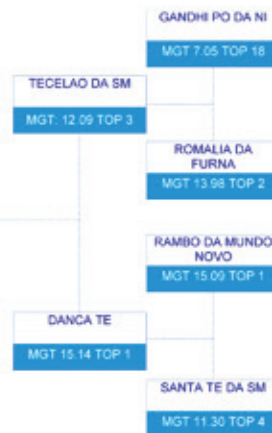 GANDHI PO DA NI
MGT 7.05 TOP 18
TECELAO DA SM
MGT: 12.09 TOP 3
ROMALIA DA
FURNA
MGT 13.98 TOP 2
RAMBO DA MUNDO
NOVO
MGT 15.09 TOP 1
DANCA TE
MGT 15.14 TOP 1
SANTA TE DA SM
MGT 11.30 TOP 4